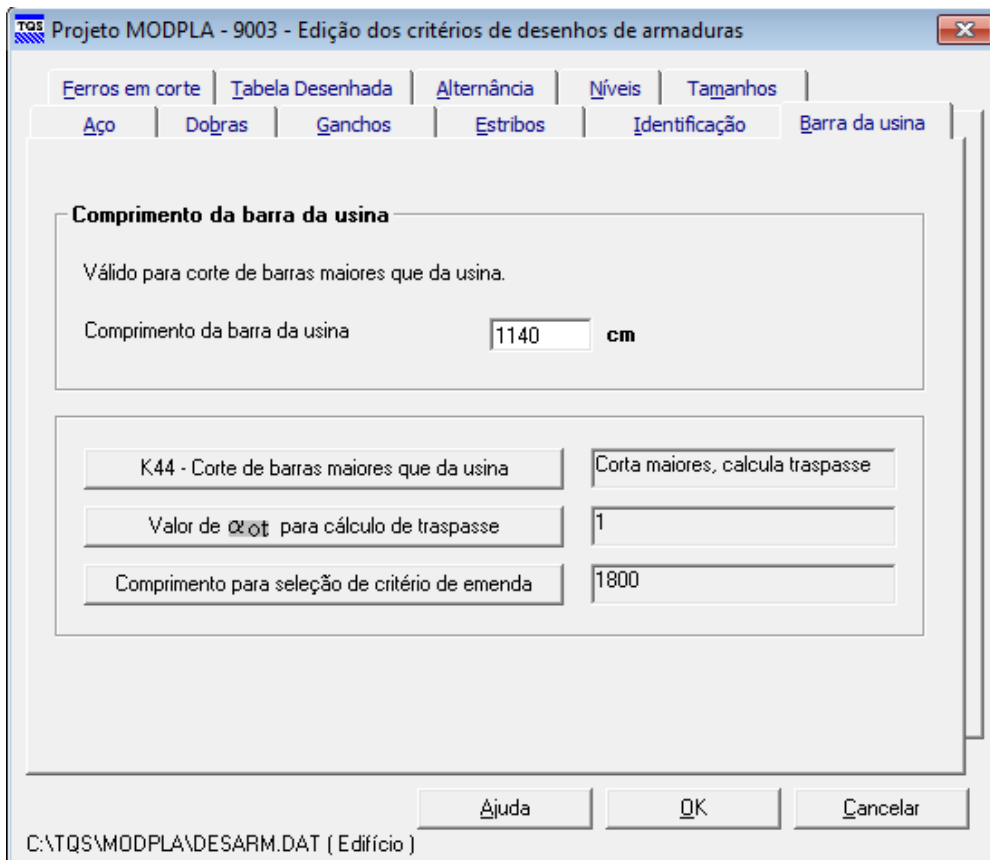 TQS Projeto MODPLA - 9003 - Edição dos critérios de desenhos de armaduras
Ferros em corte Tabela Desenhada Alternância Níveis Tamanhos
Aço Dobras Ganchos Estribos Identificação Barra da usina
Comprimento da barra da usina
Válido para corte de barras maiores que da usina.
Comprimento da barra da usina 1140 cm
K44 - Corte de barras maiores que da usina Corta maiores, calcula traspasse
Valor de αot para cálculo de traspasse 1
Comprimento para seleção de critério de emenda 1800
Ajuda OK Cancelar
C:\TQS\MODPLA\DESARM.DAT ( Edifício )